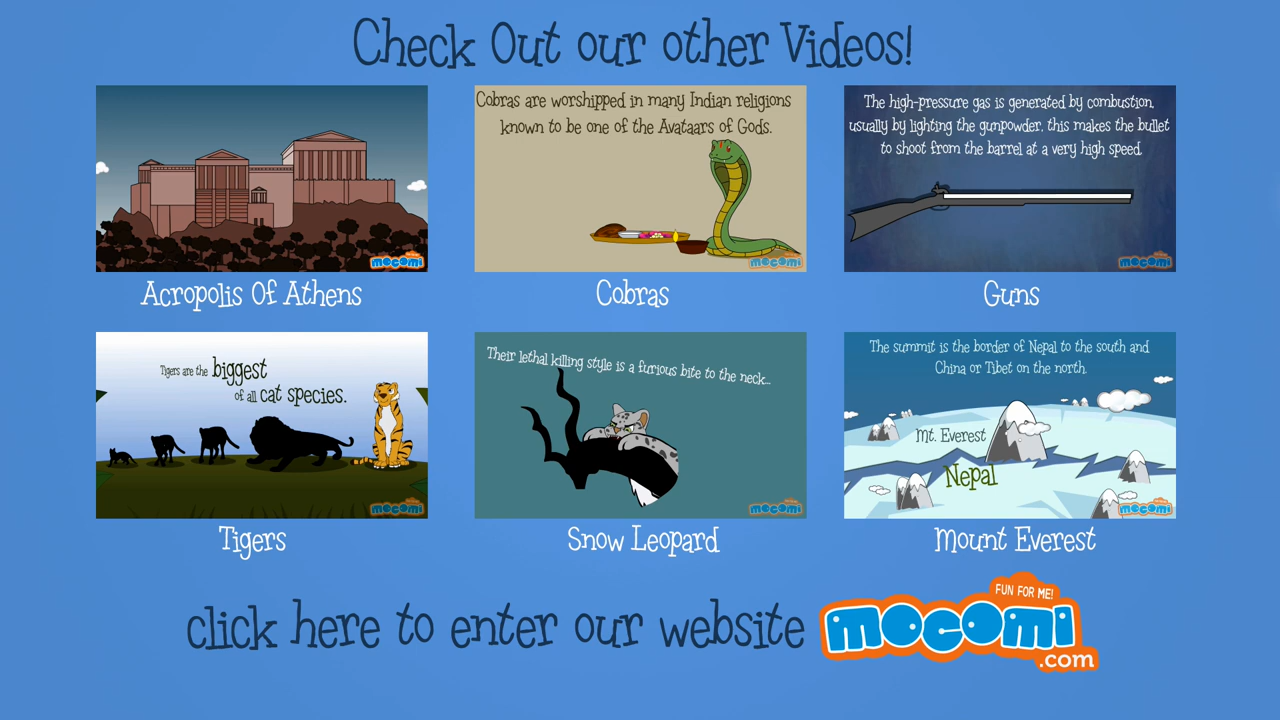 Check Out our other Videos!
Cobras are worshipped in many Indian religions
known to be one of the Avataars of Gods.
The high-pressure gas is generated by combustion,
usually by lighting the gunpowder, this makes the bullet
to shoot from the barrel at a very high speed.
mocomi
mocomi
mocomi
Acropolis Of Athens
Cobras
Guns
Tigers are the biggest
of all cat species.
Their lethal killing style is a furious bite to the neck...
The summit is the border of Nepal to the south and
China or Tibet on the north.
Mt. Everest
Nepal
mocomi
mocomi
mocomi
Tigers
Snow Leopard
Mount Everest
click here to enter our website
FUN FOR ME!
mocomi
.com